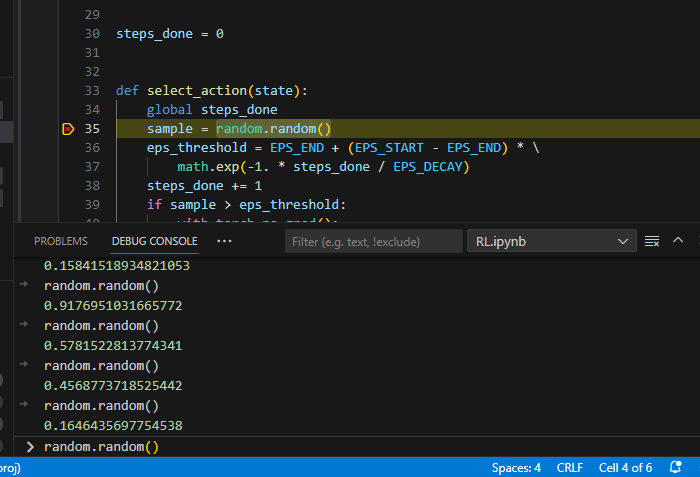 29
30 steps_done = 0
31
32
33 def select_action(state):
34 global steps_done
35 sample = random.random()
36 eps_threshold = EPS_END + (EPS_START - EPS_END) * \
37 math.exp(-1. * steps_done / EPS_DECAY)
38 steps_done += 1
39 if sample > eps_threshold:
PROBLEMS DEBUG CONSOLE ··· Filter (e.g. text, !exclude) RL.ipynb
0.15841518934821053
random.random()
0.9176951031665772
random.random()
0.5781522813774341
random.random()
0.4568773718525442
random.random()
0.1646435697754538
random.random()
proj) Spaces: 4 CRLF Cell 4 of 6